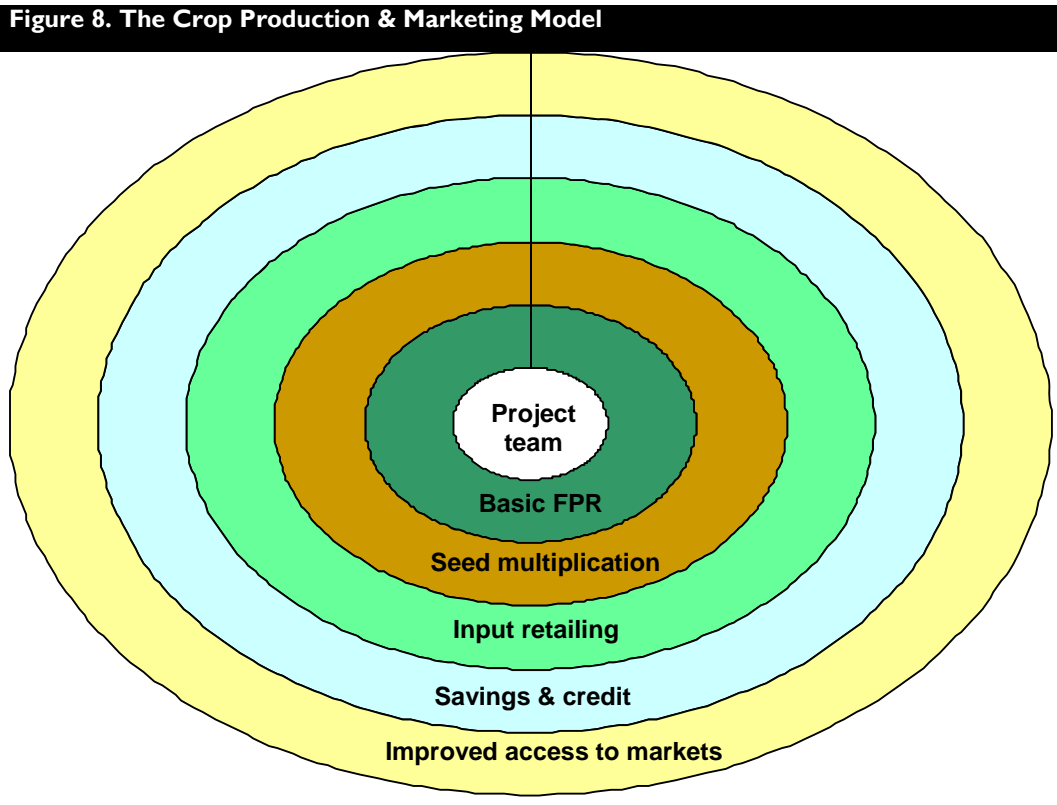 Figure 8. The Crop Production & Marketing Model
Project
team
Basic FPR
Seed multiplication
Input retailing
Savings & credit
Improved access to markets